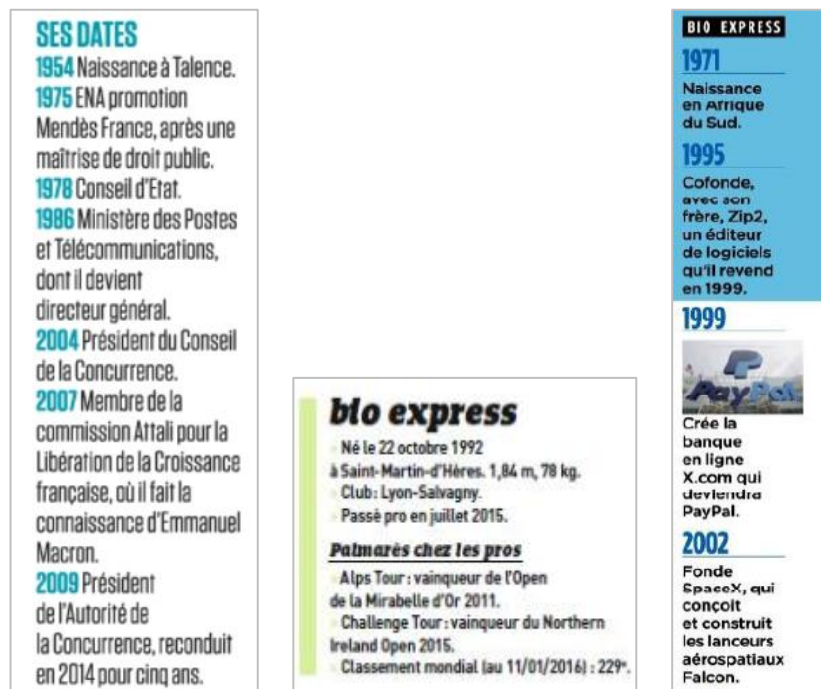 SES DATES
1954 Naissance à Talence.
1975 ENA promotion
Mendès France, après une
maîtrise de droit public.
1978 Conseil d'Etat.
1986 Ministère des Postes
et Télécommunications,
dont il devient
directeur général.
2004 Président du Conseil
de la Concurrence.
2007 Membre de la
commission Attali pour la
Libération de la Croissance
française, où il fait la
connaissance d'Emmanuel
Macron.
2009 Président
de l'Autorité de
la Concurrence, reconduit
en 2014 pour cinq ans.
bio express
Né le 22 octobre 1992
à Saint-Martin-d'Hères. 1,84 m, 78 kg.
Club : Lyon-Salvagny.
Passé pro en juillet 2015.
Palmarès chez les pros
Alps Tour : vainqueur de l'Open
de la Mirabelle d'Or 2011.
Challenge Tour : vainqueur du Northern
Ireland Open 2015.
Classement mondial (au 11/01/2016) : 229e.
BIO EXPRESS
1971
Naissance
en Afrique
du Sud.
1995
Cofonde,
avec son
frère, Zip2,
un éditeur
de logiciels
qu'il revend
en 1999.
1999
PayPal
Crée la
banque
en ligne
X.com qui
deviendra
PayPal.
2002
Fonde
SpaceX, qui
conçoit
et construit
les lanceurs
aérospatiaux
Falcon.